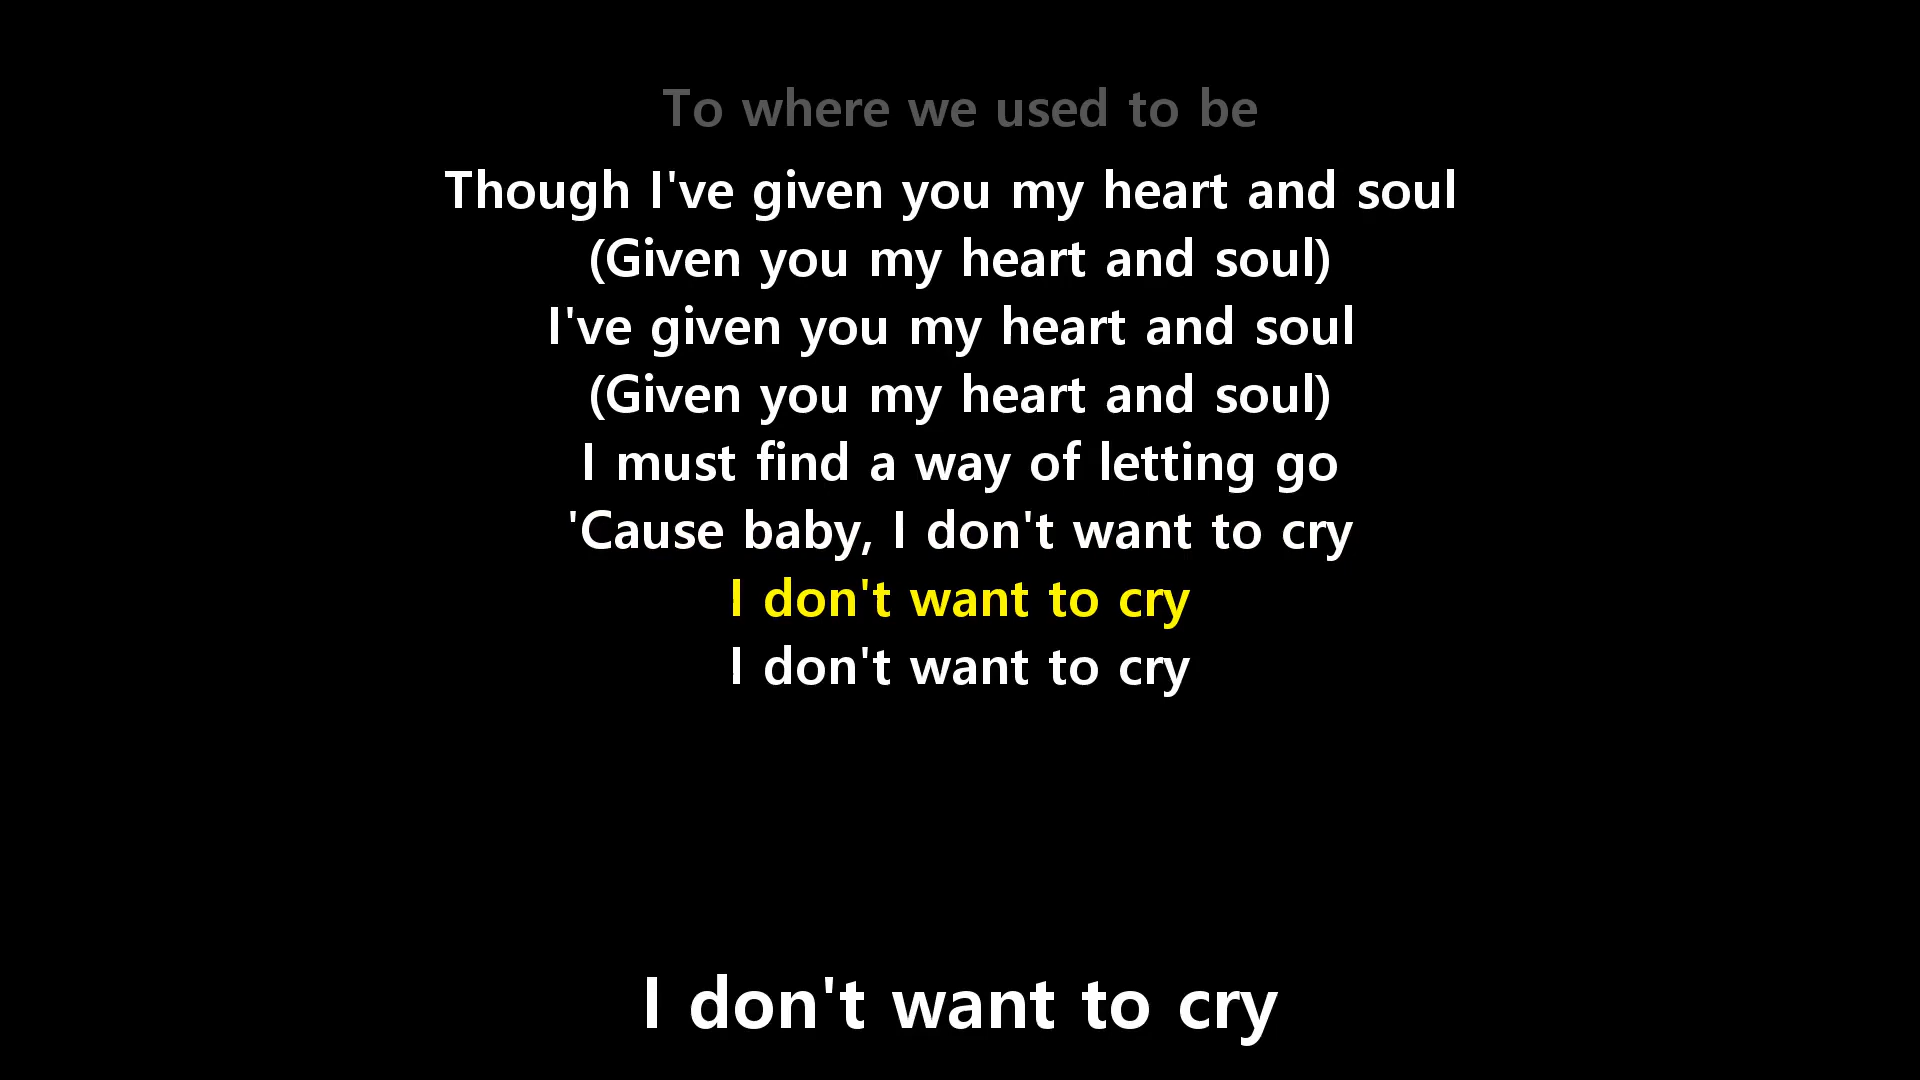 To where we used to be
Though I've given you my heart and soul
(Given you my heart and soul)
I've given you my heart and soul
(Given you my heart and soul)
I must find a way of letting go
'Cause baby, I don't want to cry
I don't want to cry
I don't want to cry
I don't want to cry